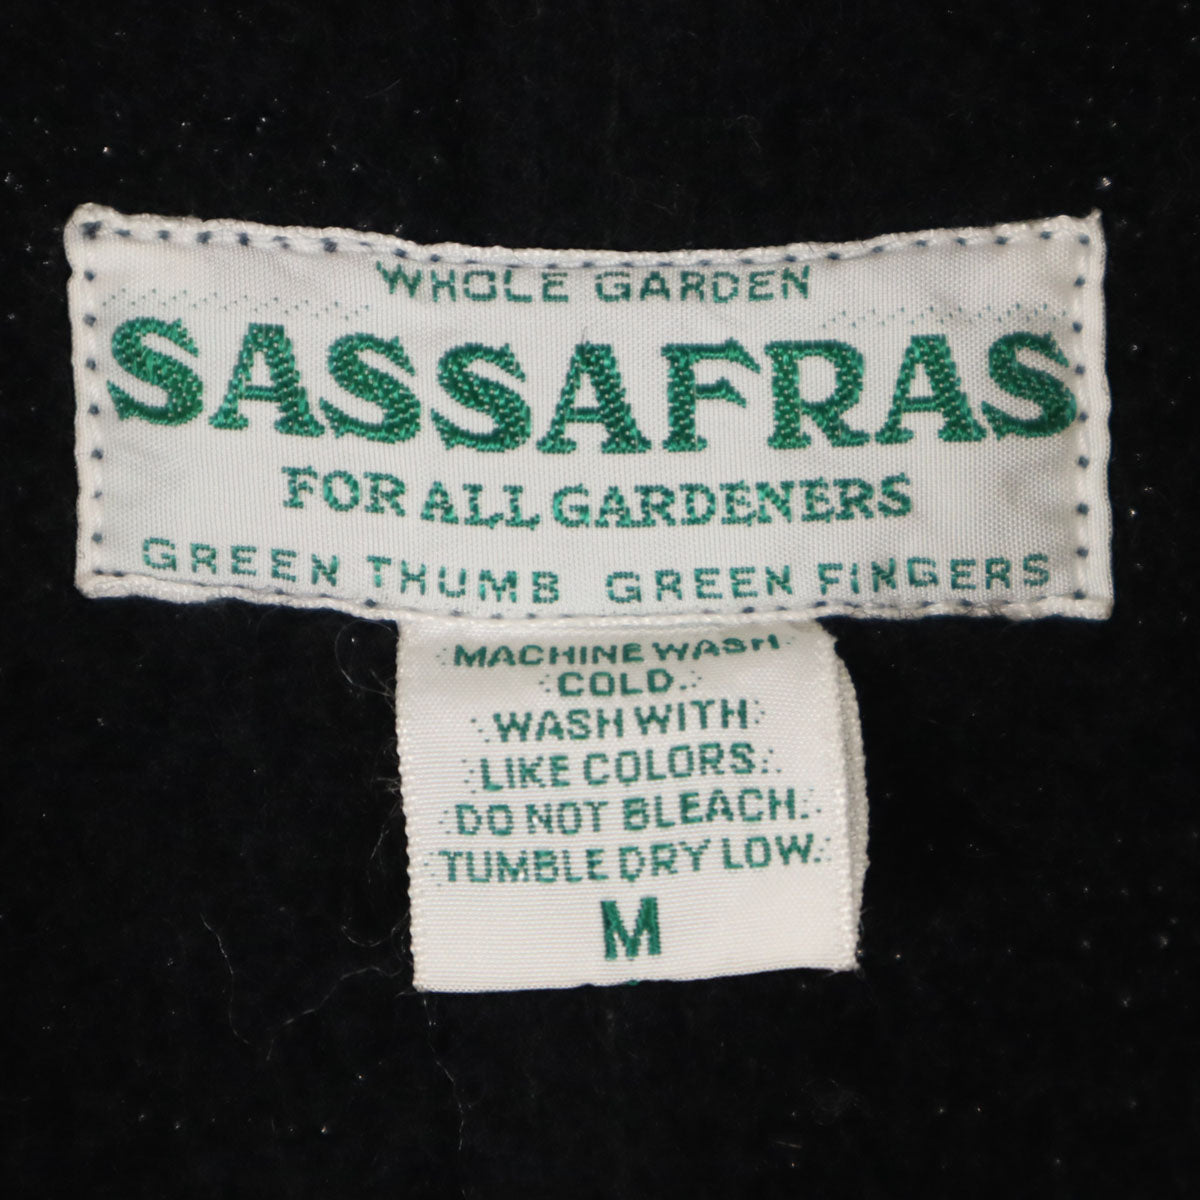 WHOLE GARDEN
SASSAFRAS
FOR ALL GARDENERS
GREEN THUMB GREEN FINGERS
MACHINE WASH
COLD.
WASH WITH
LIKE COLORS.
DO NOT BLEACH.
TUMBLE DRY LOW.
M